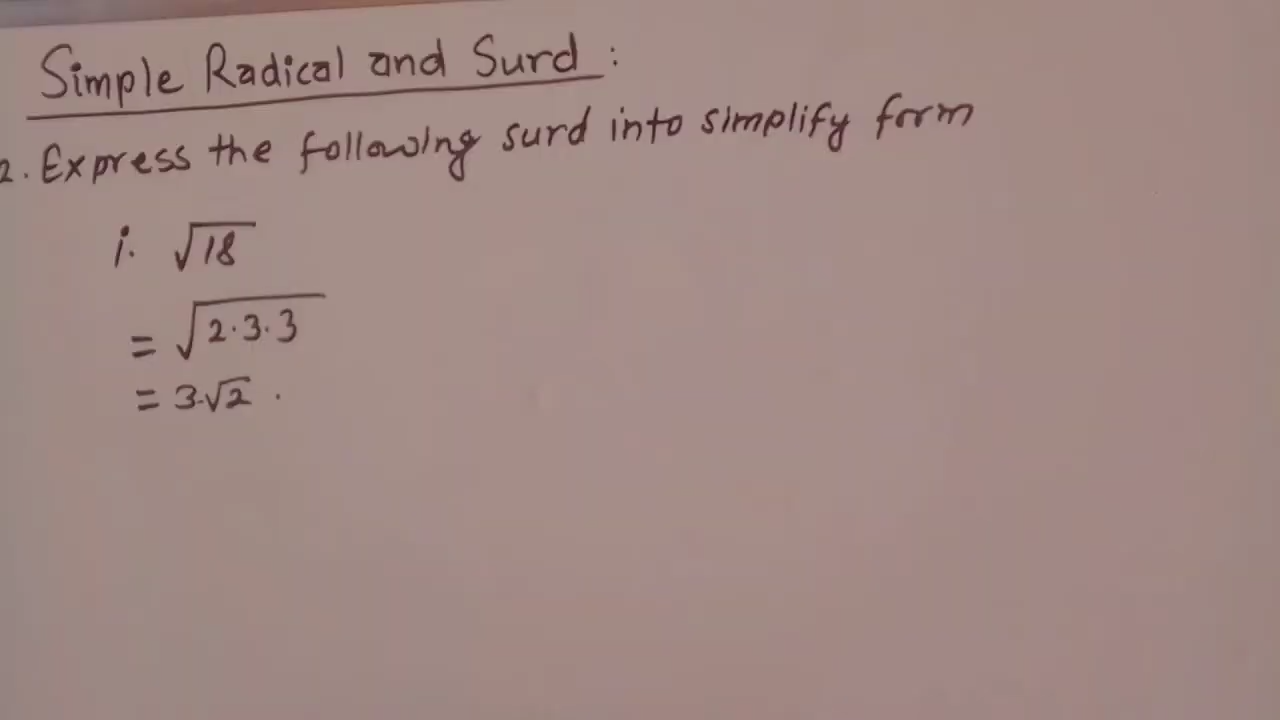 Simple Radical and Surd :
2. Express the following surd into simplify form
i. √18
= √2·3·3
= 3·√2 .